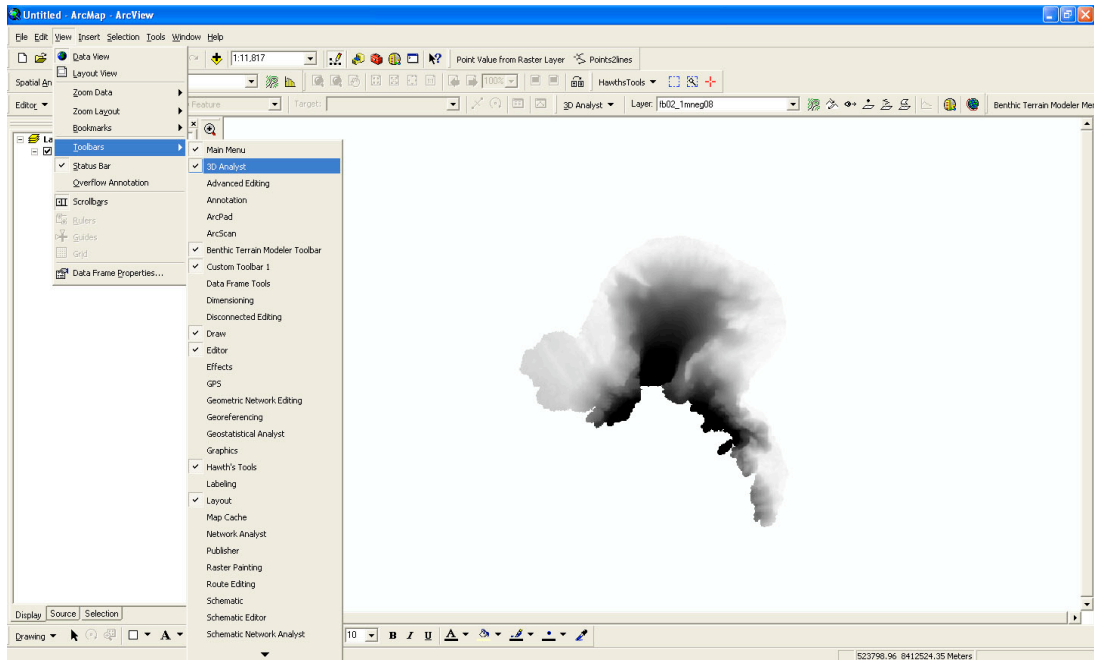 Untitled - ArcMap - ArcView
File Edit View Insert Selection Tools Window Help
1:11,817 Point Value from Raster Layer Points2lines
Spatial An 100% HawthsTools
Editor Feature Target: 3D Analyst Layer: fb02_1mneg08 Benthic Terrain Modeler Mer
La
Data View
Layout View
Zoom Data
Zoom Layout
Bookmarks
Toolbars
Status Bar
Overflow Annotation
Scrollbars
Rulers
Guides
Grid
Data Frame Properties...
Main Menu
3D Analyst
Advanced Editing
Annotation
ArcPad
ArcScan
Benthic Terrain Modeler Toolbar
Custom Toolbar 1
Data Frame Tools
Dimensioning
Disconnected Editing
Draw
Editor
Effects
GPS
Geometric Network Editing
Georeferencing
Geostatistical Analyst
Graphics
Hawth's Tools
Labeling
Layout
Map Cache
Network Analyst
Publisher
Raster Painting
Route Editing
Schematic
Schematic Editor
Schematic Network Analyst
Display Source Selection
Drawing A 10 B I U A
523798.96 8412524.35 Meters